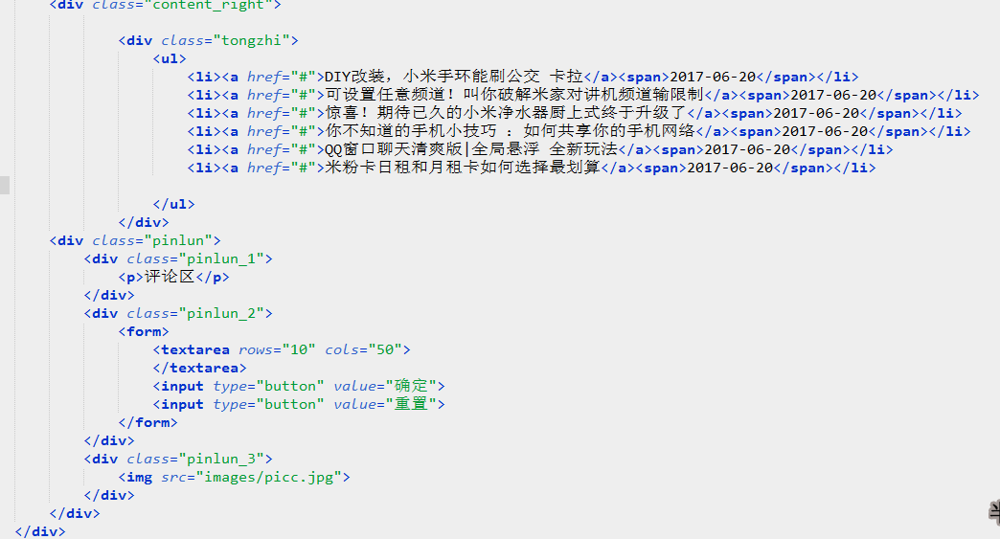 <div class="content_right">
<div class="tongzhi">
<ul>
<li><a href="#">DIY改装，小米手环能刷公交 卡拉</a><span>2017-06-20</span></li>
<li><a href="#">可设置任意频道！叫你破解米家对讲机频道输限制</a><span>2017-06-20</span></li>
<li><a href="#">惊喜！期待已久的小米净水器厨上式终于升级了</a><span>2017-06-20</span></li>
<li><a href="#">你不知道的手机小技巧 ：如何共享你的手机网络</a><span>2017-06-20</span></li>
<li><a href="#">QQ窗口聊天清爽版|全局悬浮 全新玩法</a><span>2017-06-20</span></li>
<li><a href="#">米粉卡日租和月租卡如何选择最划算</a><span>2017-06-20</span></li>
</ul>
</div>
<div class="pinlun">
<div class="pinlun_1">
<p>评论区</p>
</div>
<div class="pinlun_2">
<form>
<textarea rows="10" cols="50">
</textarea>
<input type="button" value="确定">
<input type="button" value="重置">
</form>
</div>
<div class="pinlun_3">
<img src="images/picc.jpg">
</div>
</div>
</div>